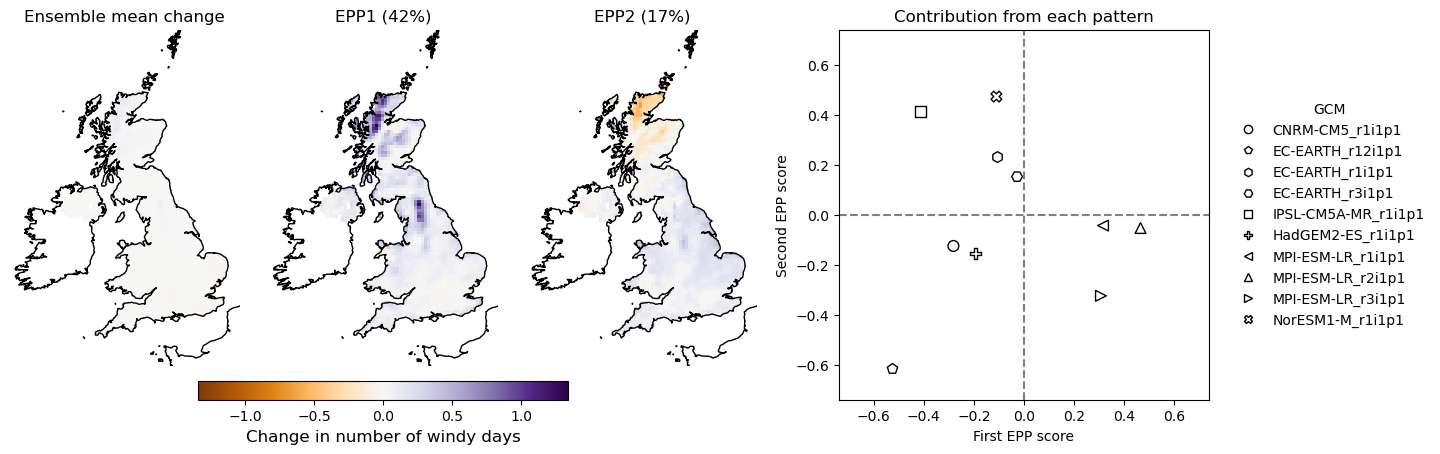 Ensemble mean change
EPP1 (42%)
EPP2 (17%)
−1.0
−0.5
0.0
0.5
1.0
Change in number of windy days
Contribution from each pattern
Second EPP score
0.6
0.4
0.2
0.0
−0.2
−0.4
−0.6
−0.6
−0.4
−0.2
0.0
0.2
0.4
0.6
First EPP score
GCM
CNRM-CM5_r1i1p1
EC-EARTH_r12i1p1
EC-EARTH_r1i1p1
EC-EARTH_r3i1p1
IPSL-CM5A-MR_r1i1p1
HadGEM2-ES_r1i1p1
MPI-ESM-LR_r1i1p1
MPI-ESM-LR_r2i1p1
MPI-ESM-LR_r3i1p1
NorESM1-M_r1i1p1